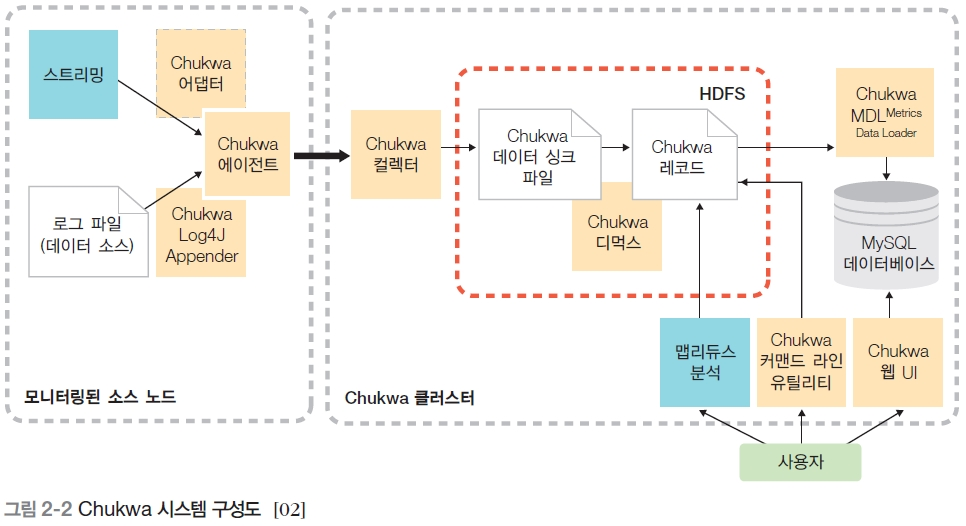 스트리밍
Chukwa
어댑터
Chukwa
에이전트
로그 파일
(데이터 소스)
Chukwa
Log4J
Appender
모니터링된 소스 노드
Chukwa
컬렉터
HDFS
Chukwa
데이터 싱크
파일
Chukwa
레코드
Chukwa
디먹스
Chukwa
MDL Metrics
Data Loader
MySQL
데이터베이스
맵리듀스
분석
Chukwa
커맨드 라인
유틸리티
Chukwa
웹 UI
Chukwa 클러스터
사용자
그림 2-2 Chukwa 시스템 구성도 [02]